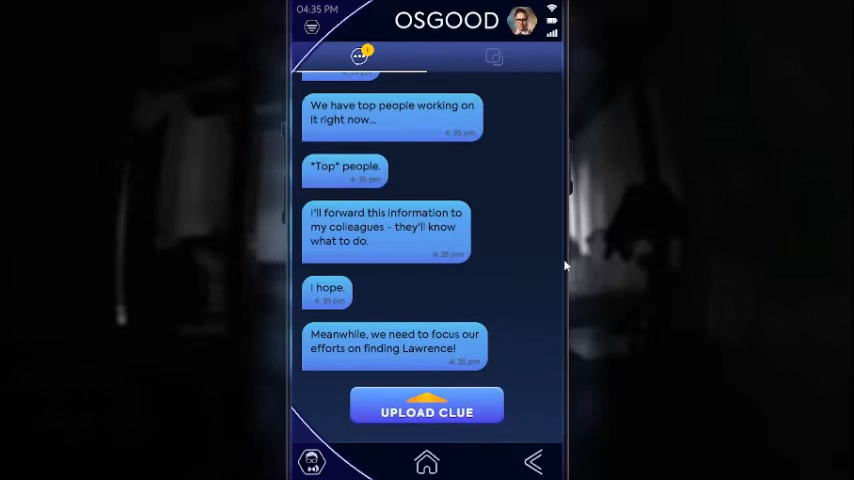 04:35 PM
OSGOOD
We have top people working on
it right now...
4:35 pm
*Top* people.
4:35 pm
I'll forward this information to
my colleagues - they'll know
what to do.
4:35 pm
I hope.
4:35 pm
Meanwhile, we need to focus our
efforts on finding Lawrence!
4:35 pm
UPLOAD CLUE